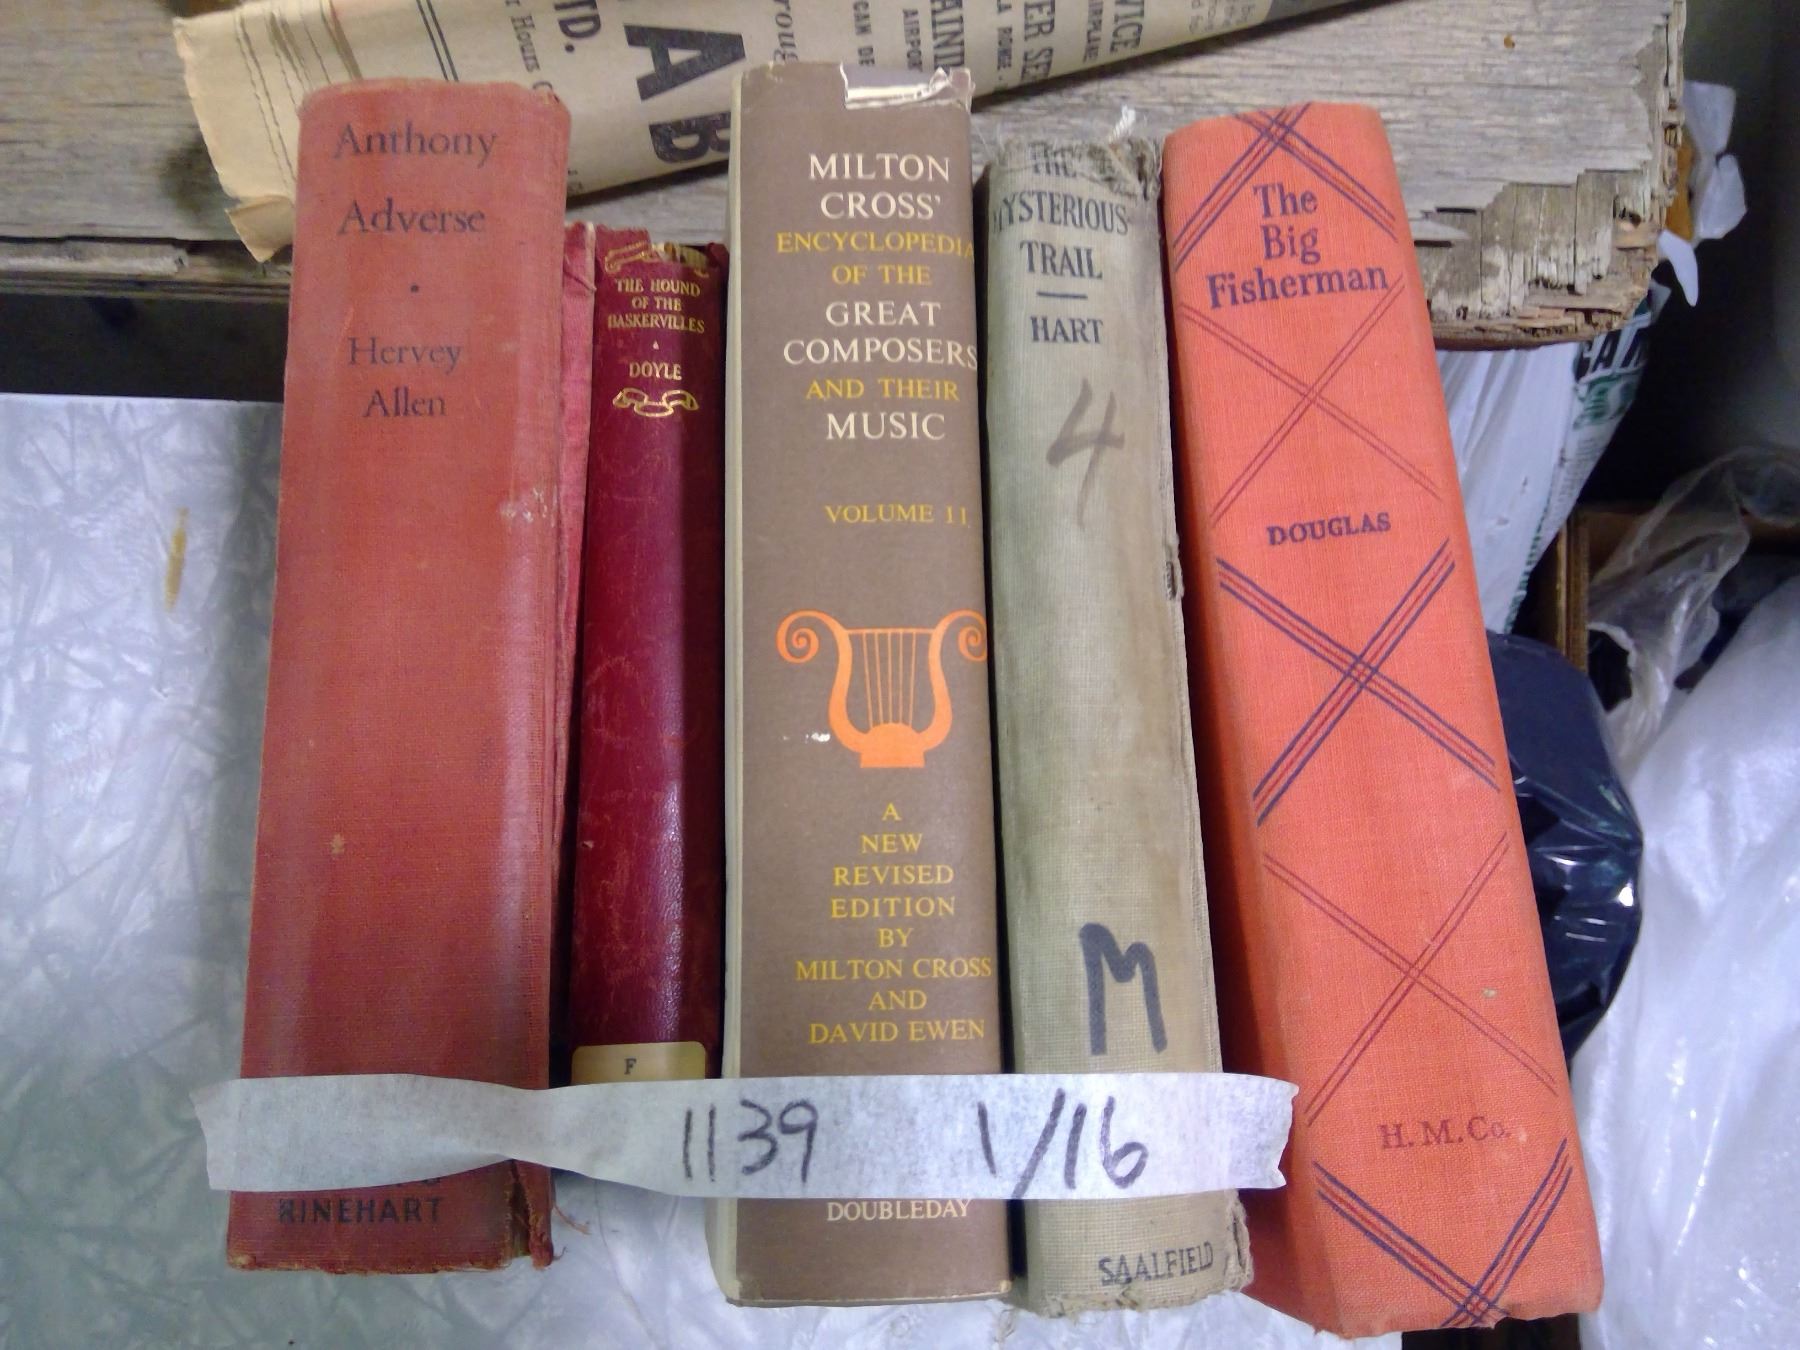 Anthony
Adverse
Hervey
Allen
RINEHART
THE HOUND
OF THE
BASKERVILLES
DOYLE
F
MILTON
CROSS'
ENCYCLOPEDIA
OF THE
GREAT
COMPOSERS
AND THEIR
MUSIC
VOLUME II
A
NEW
REVISED
EDITION
BY
MILTON CROSS
AND
DAVID EWEN
DOUBLEDAY
THE
MYSTERIOUS
TRAIL
HART
4
M
SAALFIELD
The
Big
Fisherman
DOUGLAS
H. M. Co.
1139 1/16